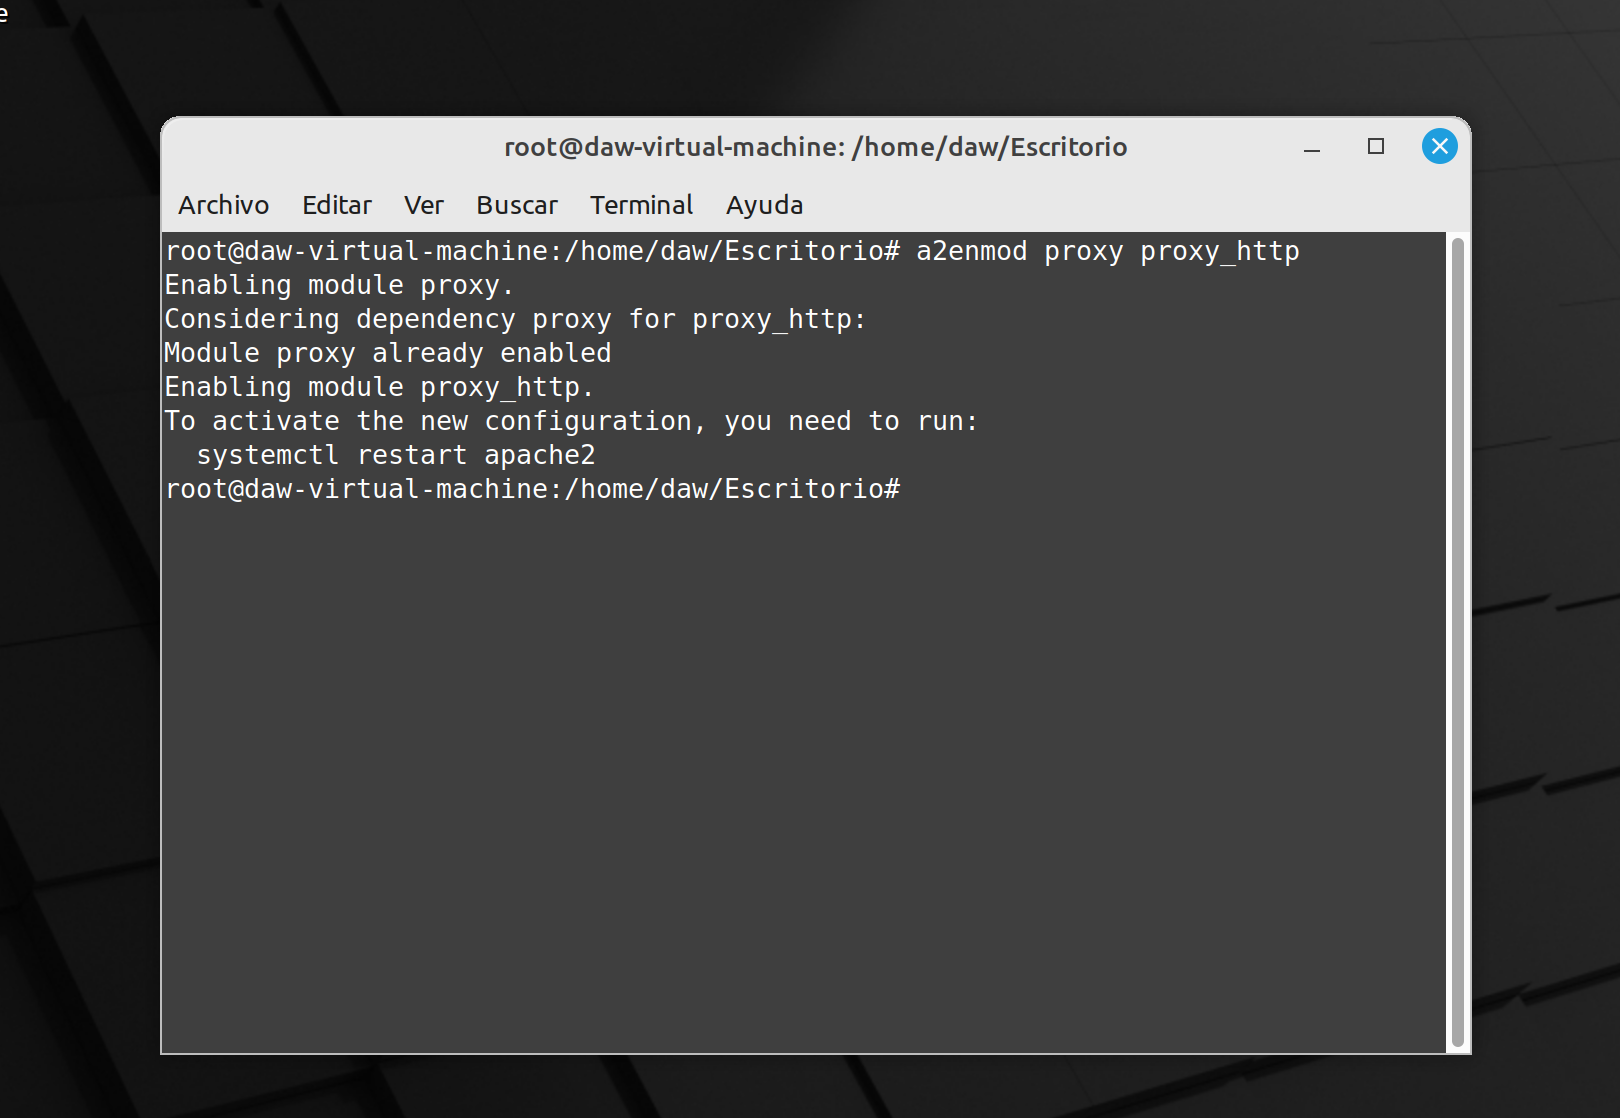 e
root@daw-virtual-machine: /home/daw/Escritorio
Archivo Editar Ver Buscar Terminal Ayuda
root@daw-virtual-machine:/home/daw/Escritorio# a2enmod proxy proxy_http
Enabling module proxy.
Considering dependency proxy for proxy_http:
Module proxy already enabled
Enabling module proxy_http.
To activate the new configuration, you need to run:
  systemctl restart apache2
root@daw-virtual-machine:/home/daw/Escritorio#